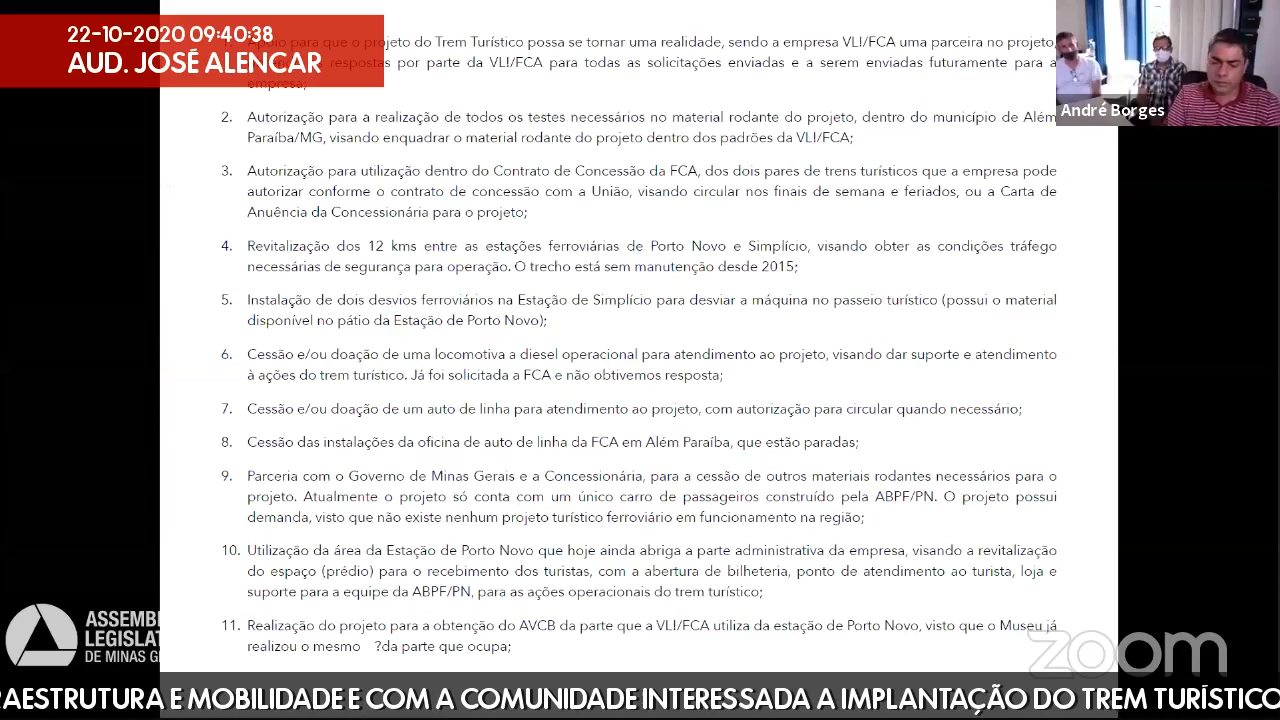 22-10-2020 09:40:38
AUD. JOSÉ ALENCAR
para que o projeto do Trem Turístico possa se tornar uma realidade, sendo a empresa VLI/FCA uma parceira no projeto,
respostas por parte da VLI/FCA para todas as solicitações enviadas e a serem enviadas futuramente para a
empresa;
André Borges
2. Autorização para realização de todos os testes necessários no material rodante do projeto, dentro do município de Além
Paraíba/MG, visando enquadrar o material rodante do projeto dentro dos padrões da VLI/FCA;
3. Autorização para utilização dentro do Contrato de Concessão da FCA, dos dois pares de trens turísticos que a empresa pode
autorizar conforme o contrato de concessão com a União, visando circular nos finais de semana e feriados, ou a Carta de
Anuência da Concessionária para o projeto;
4. Revitalização dos 12 kms entre as estações ferroviárias de Porto Novo e Simplício, visando obter as condições tráfego
necessárias de segurança para operação. O trecho está sem manutenção desde 2015;
5. Instalação de dois desvios ferroviários na Estação de Simplício para desviar a máquina no passeio turístico (possui o material
disponível no pátio da Estação de Porto Novo);
6. Cessão e/ou doação de uma locomotiva a diesel operacional para atendimento ao projeto, visando dar suporte e atendimento
à ações do trem turístico. Já foi solicitada a FCA e não obtivemos resposta;
7. Cessão e/ou doação de um auto de linha para atendimento ao projeto, com autorização para circular quando necessário;
8. Cessão das instalações da oficina de auto de linha da FCA em Além Paraíba, que estão paradas;
9. Parceria com o Governo de Minas Gerais e a Concessionária, para a cessão de outros materiais rodantes necessários para o
projeto. Atualmente o projeto só conta com um único carro de passageiros construído pela ABPF/PN. O projeto possui
demanda, visto que não existe nenhum projeto turístico ferroviário em funcionamento na região;
10. Utilização da área da Estação de Porto Novo que hoje ainda abriga a parte administrativa da empresa, visando a revitalização
do espaço (prédio) para o recebimento dos turistas, com a abertura de bilheteria, ponto de atendimento ao turista, loja e
suporte para a equipe da ABPF/PN, para as ações operacionais do trem turístico;
11. Realização do projeto para a obtenção do AVCB da parte que a VLI/FCA utiliza da estação de Porto Novo, visto que o Museu já
realizou o mesmo ?da parte que ocupa;
ASSEMB
LEGISLAT
DE MINAS G
zoom
RAESTRUTURA E MOBILIDADE E COM A COMUNIDADE INTERESSADA A IMPLANTAÇÃO DO TREM TURÍSTICO